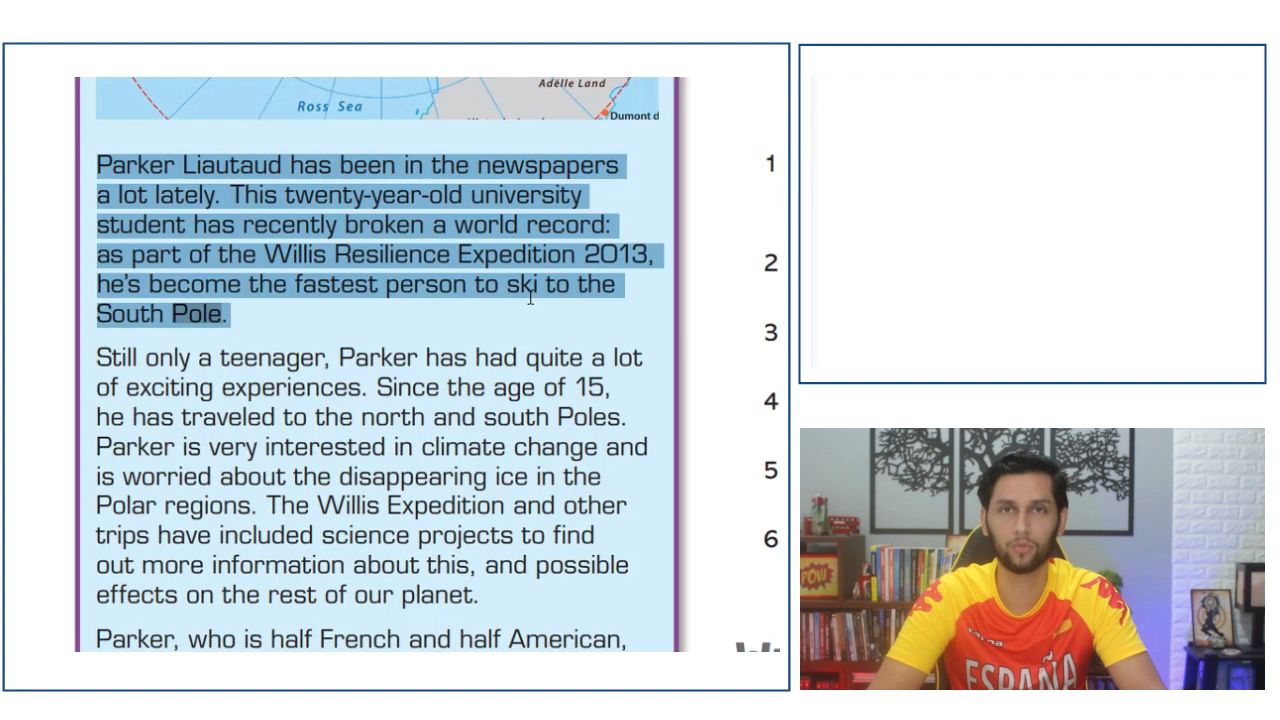 Adélle Land
Ross Sea
Dumont d
Parker Liautaud has been in the newspapers
a lot lately. This twenty-year-old university
student has recently broken a world record:
as part of the Willis Resilience Expedition 2013,
he's become the fastest person to ski to the
South Pole.
Still only a teenager, Parker has had quite a lot
of exciting experiences. Since the age of 15,
he has traveled to the north and south Poles.
Parker is very interested in climate change and
is worried about the disappearing ice in the
Polar regions. The Willis Expedition and other
trips have included science projects to find
out more information about this, and possible
effects on the rest of our planet.
Parker, who is half French and half American,
1
2
3
4
5
6
POW!
kelme
ESPAÑA